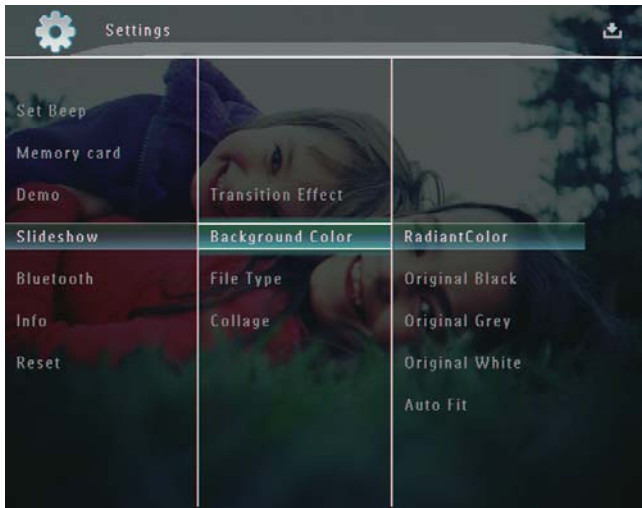 Settings
Set Beep
Memory card
Demo
Slideshow
Bluetooth
Info
Reset
Transition Effect
Background Color
File Type
Collage
RadiantColor
Original Black
Original Grey
Original White
Auto Fit